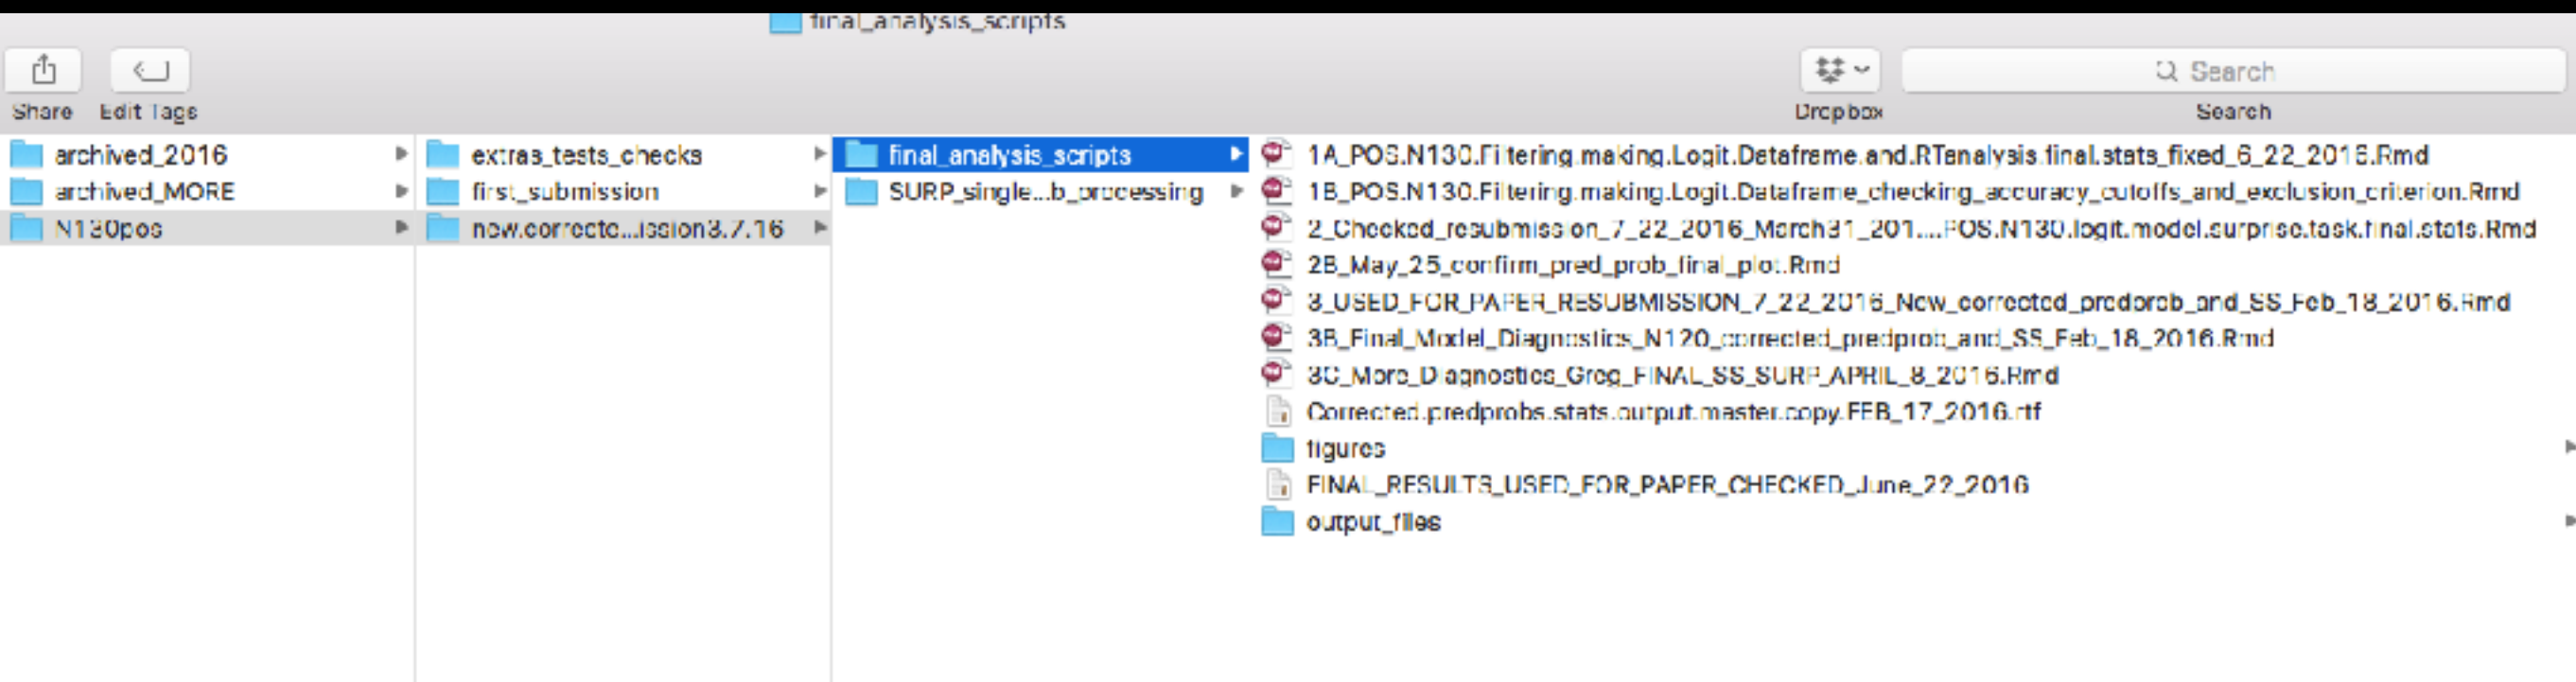 final_analysis_scripts
Search
Share Edit Tags Dropbox Search
archived_2016
archived_MORE
N130pos
extras_tests_checks
first_submission
new.correcte...ission3.7.16
final_analysis_scripts
SURP_single...b_processing
1A_POS.N130.Filtering.making.Logit.Dataframe.and.RTanalysis.final.stats_fixed_6_22_2016.Rmd
1B_POS.N130.Filtering.making.Logit.Dataframe_checking_accuracy_cutoffs_and_exclusion_criterion.Rmd
2_Checked_resubmission_7_22_2016_March31_201....POS.N130.logit.model.surprise.task.final.stats.Rmd
2B_May_25_confirm_pred_prob_final_plot.Rmd
3_USED_FOR_PAPER_RESUBMISSION_7_22_2016_New_corrected_predprob_and_SS_Feb_18_2016.Rmd
3B_Final_Model_Diagnostics_N120_corrected_predprob_and_SS_Feb_18_2016.Rmd
3C_More_Diagnostics_Greg_FINAL_SS_SURP_APRIL_8_2016.Rmd
Corrected.predprobs.stats.output.master.copy.FEB_17_2016.rtf
figures
FINAL_RESULTS_USED_FOR_PAPER_CHECKED_June_22_2016
output_files